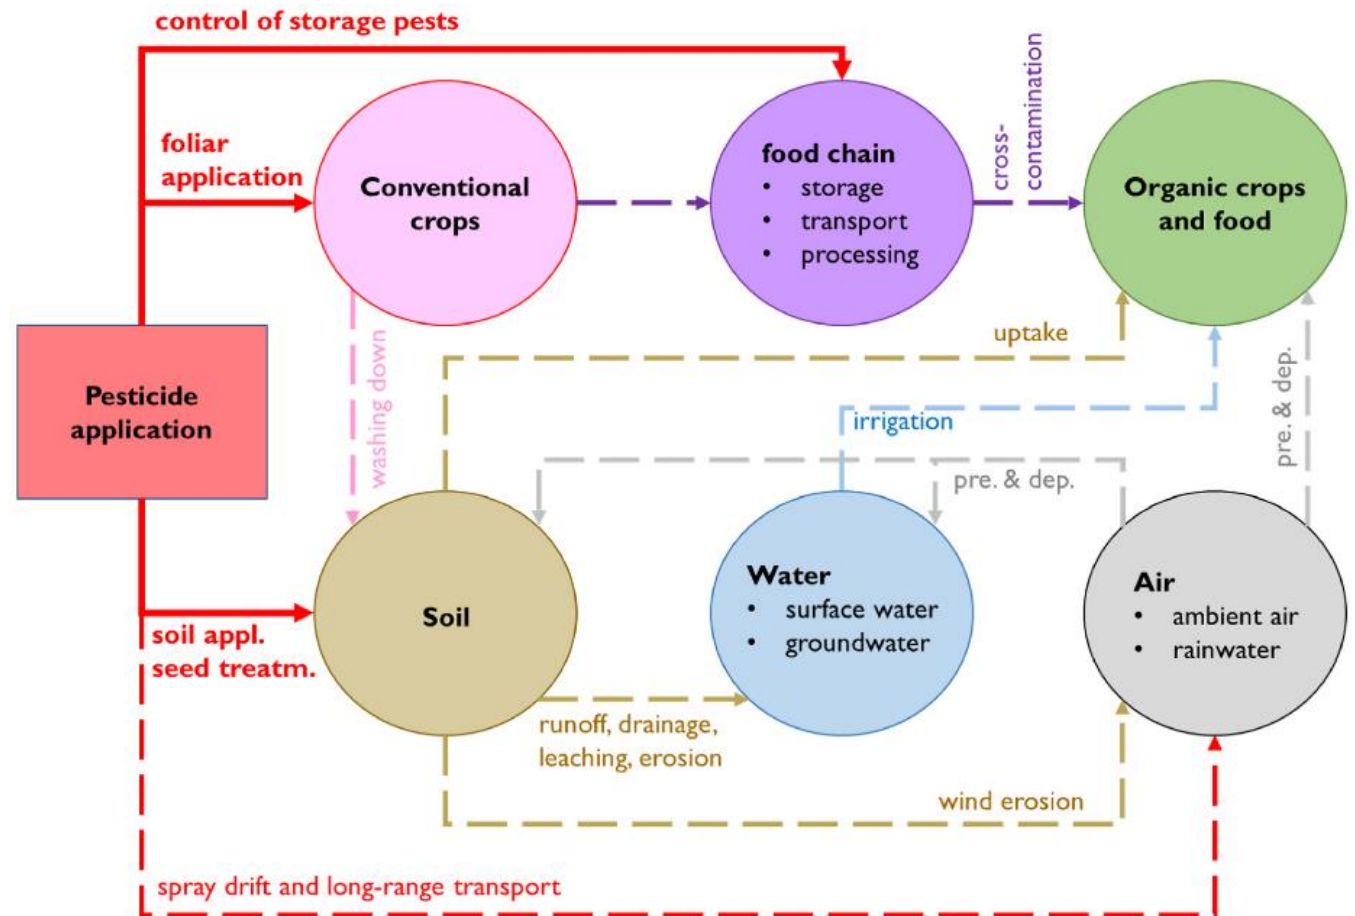 control of storage pests
foliar
application
Conventional
crops
food chain
• storage
• transport
• processing
cross-
contamination
Organic crops
and food
Pesticide
application
washing down
uptake
irrigation
pre. & dep.
pre. & dep.
soil appl.
seed treatm.
Soil
Water
• surface water
• groundwater
Air
• ambient air
• rainwater
runoff, drainage,
leaching, erosion
wind erosion
spray drift and long-range transport